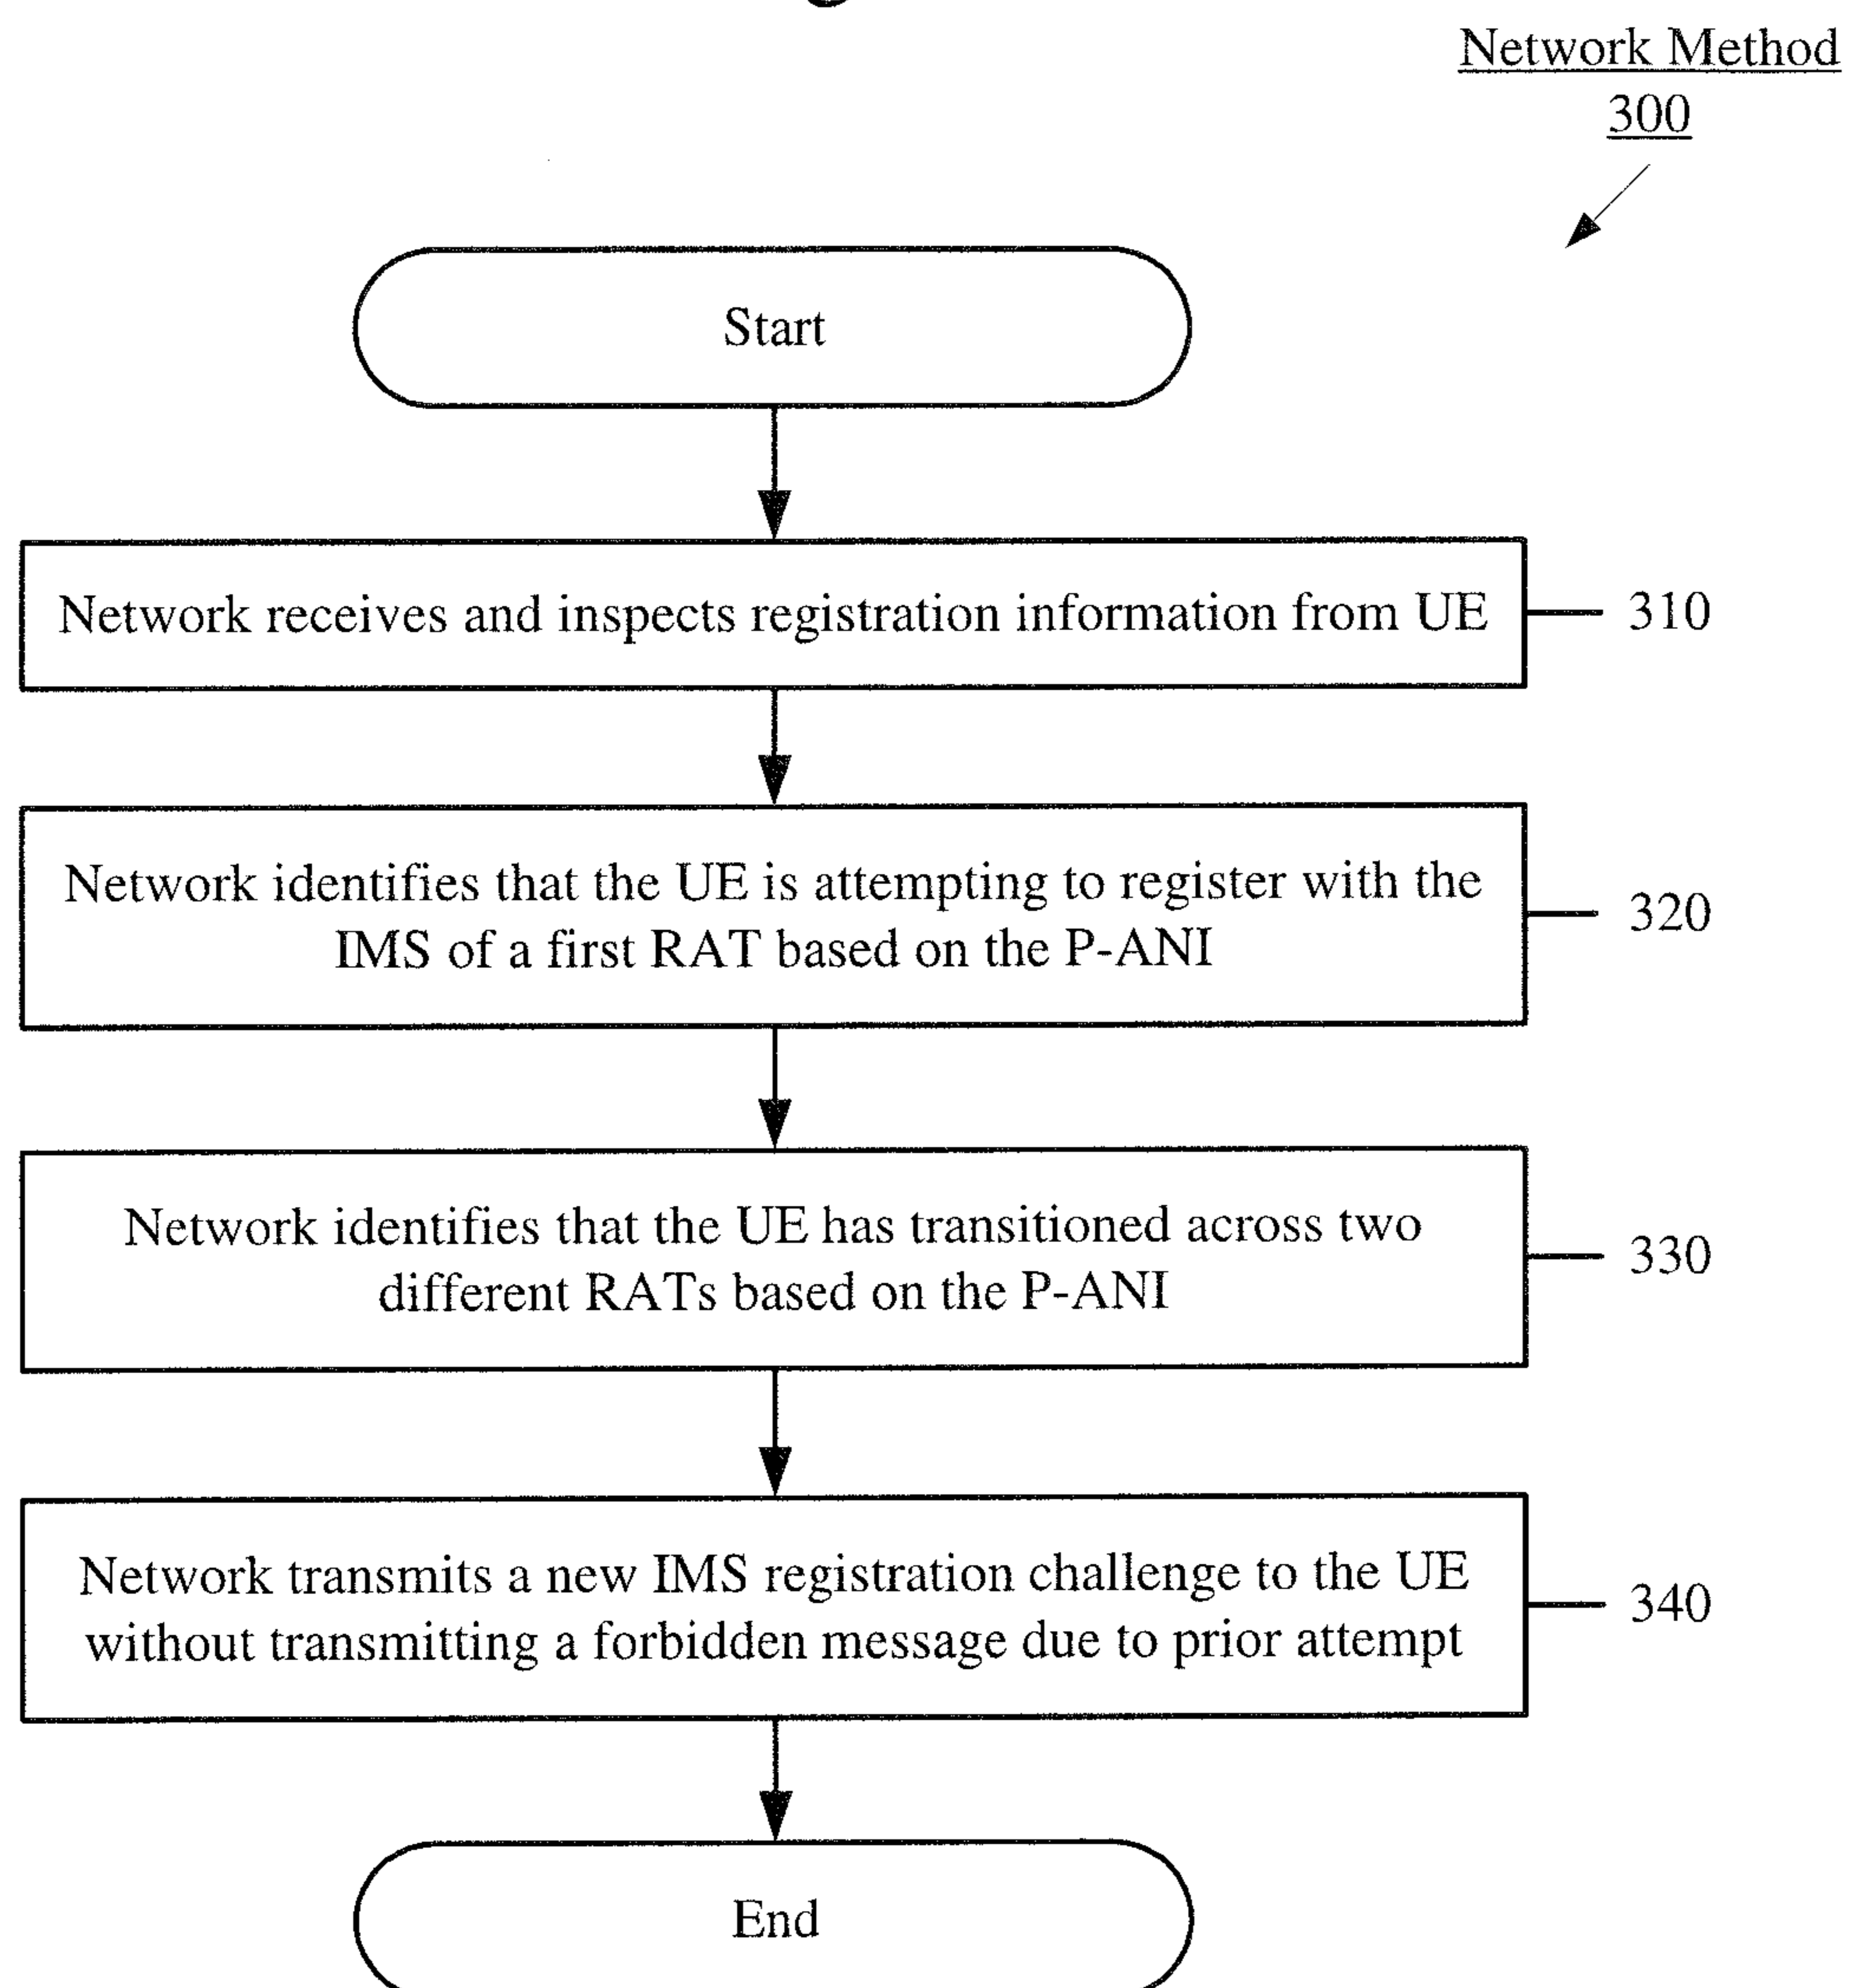 Network Method
300
Start
Network receives and inspects registration information from UE
310
Network identifies that the UE is attempting to register with the
IMS of a first RAT based on the P-ANI
320
Network identifies that the UE has transitioned across two
different RATs based on the P-ANI
330
Network transmits a new IMS registration challenge to the UE
without transmitting a forbidden message due to prior attempt
340
End